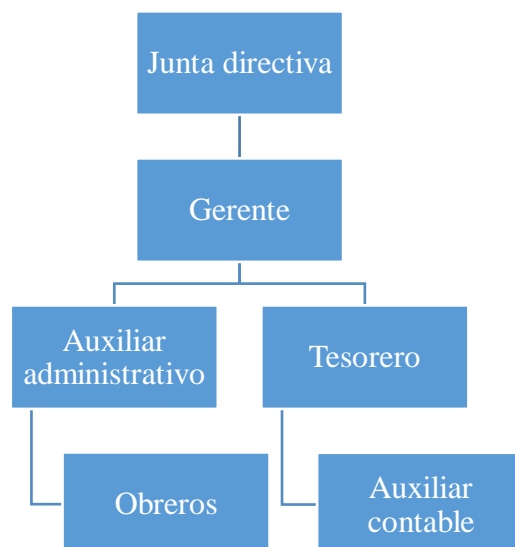 Junta directiva
Gerente
Auxiliar
administrativo
Tesorero
Obreros
Auxiliar
contable